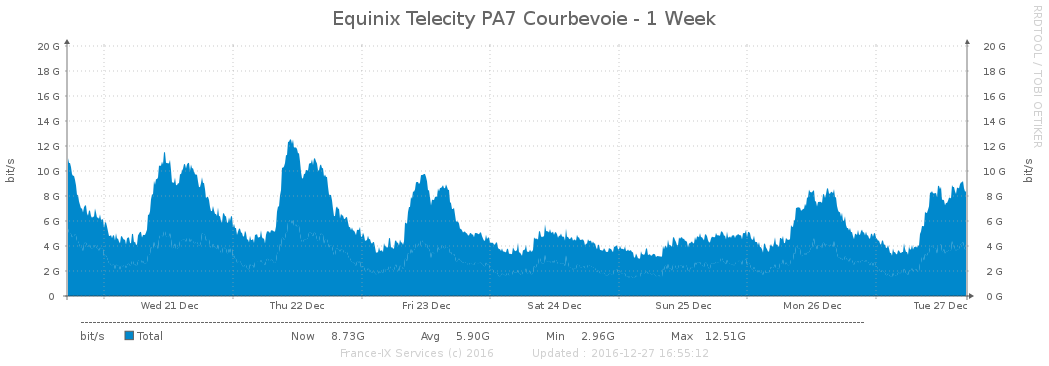 Equinix Telecity PA7 Courbevoie - 1 Week
RRDTOOL / TOBI OETIKER
bit/s
20 G 20 G
18 G 18 G
16 G 16 G
14 G 14 G
12 G 12 G
10 G 10 G
8 G 8 G
6 G 6 G
4 G 4 G
2 G 2 G
0 0 G
bit/s
Wed 21 Dec Thu 22 Dec Fri 23 Dec Sat 24 Dec Sun 25 Dec Mon 26 Dec Tue 27 Dec
bit/s Total Now 8.73G Avg 5.90G Min 2.96G Max 12.51G
France-IX Services (c) 2016 Updated : 2016-12-27 16:55:12